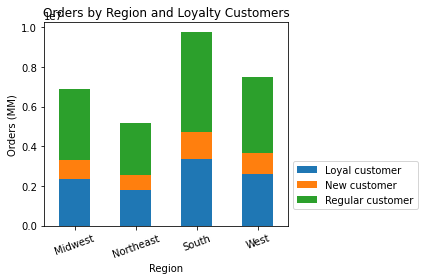 Orders by Region and Loyalty Customers
1e7
1.0
0.8
0.6
0.4
0.2
0.0
Orders (MM)
Midwest
Northeast
South
West
Region
Loyal customer
New customer
Regular customer